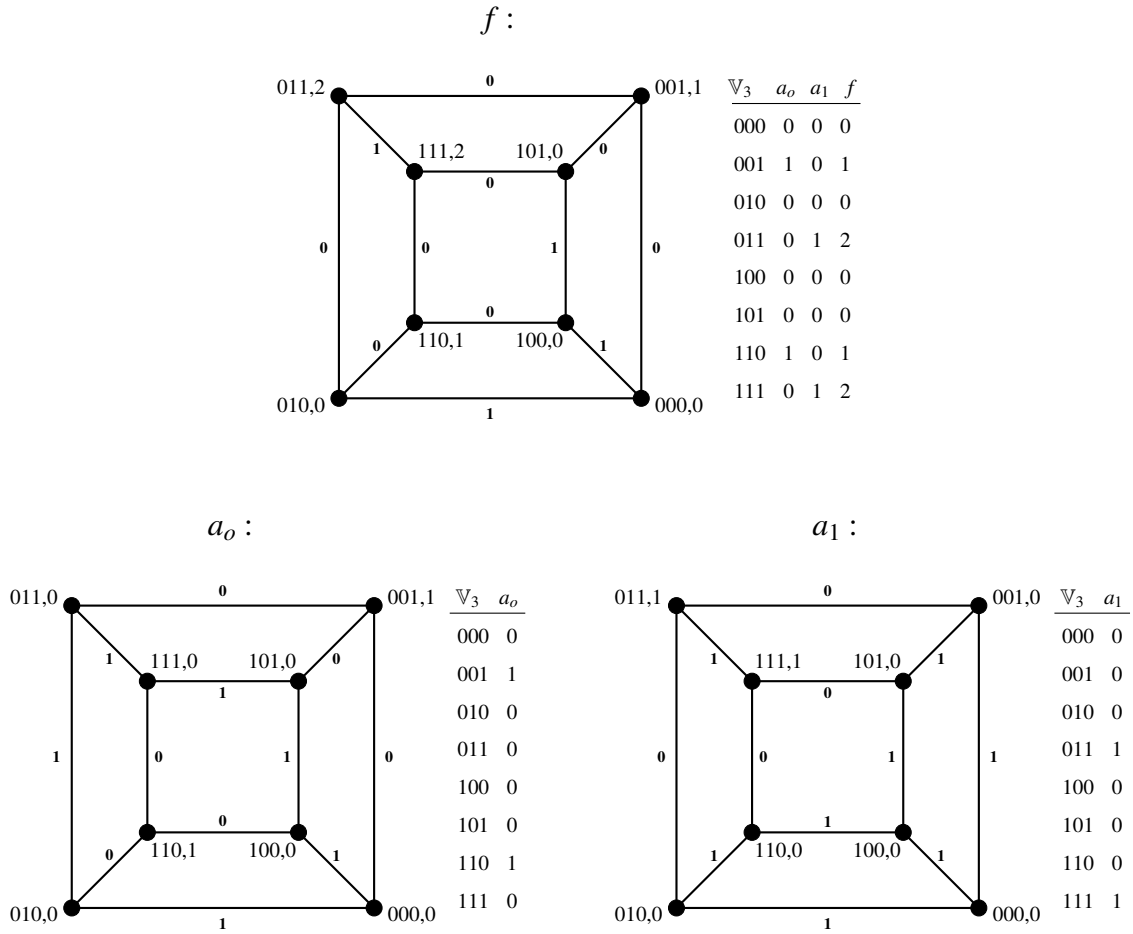 f :
0
011,2 001,1
1 111,2 101,0 0
0
0 0 1 0
0
0 110,1 100,0 1
010,0 000,0
1
𝕍₃ aₒ a₁ f
000 0 0 0
001 1 0 1
010 0 0 0
011 0 1 2
100 0 0 0
101 0 0 0
110 1 0 1
111 0 1 2
aₒ :
0
011,0 001,1
1 111,0 101,0 0
1
1 0 1 0
0
0 110,1 100,0 1
010,0 000,0
1
𝕍₃ aₒ
000 0
001 1
010 0
011 0
100 0
101 0
110 1
111 0
a₁ :
0
011,1 001,0
1 111,1 101,0 1
0
0 0 1 1
1
1 110,0 100,0 1
010,0 000,0
1
𝕍₃ a₁
000 0
001 0
010 0
011 1
100 0
101 0
110 0
111 1